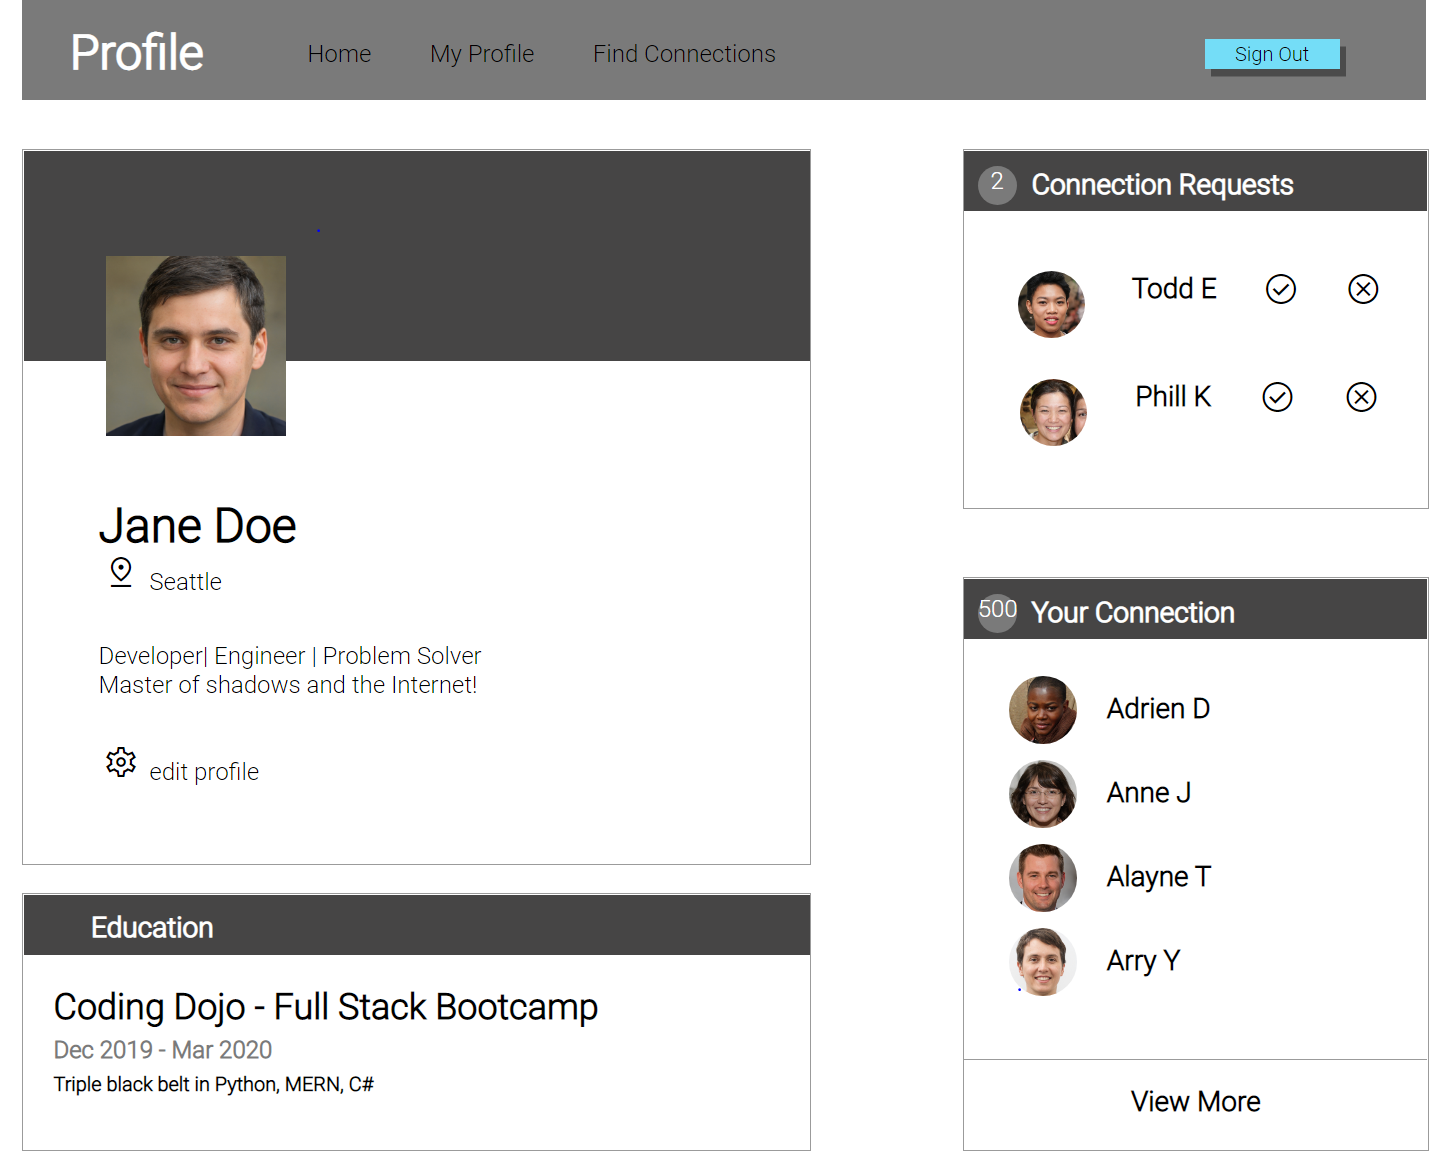 Profile
Home
My Profile
Find Connections
Sign Out
Jane Doe
Seattle
Developer| Engineer | Problem Solver
Master of shadows and the Internet!
edit profile
Education
Coding Dojo - Full Stack Bootcamp
Dec 2019 - Mar 2020
Triple black belt in Python, MERN, C#
2 Connection Requests
Todd E
Phill K
500 Your Connection
Adrien D
Anne J
Alayne T
Arry Y
View More